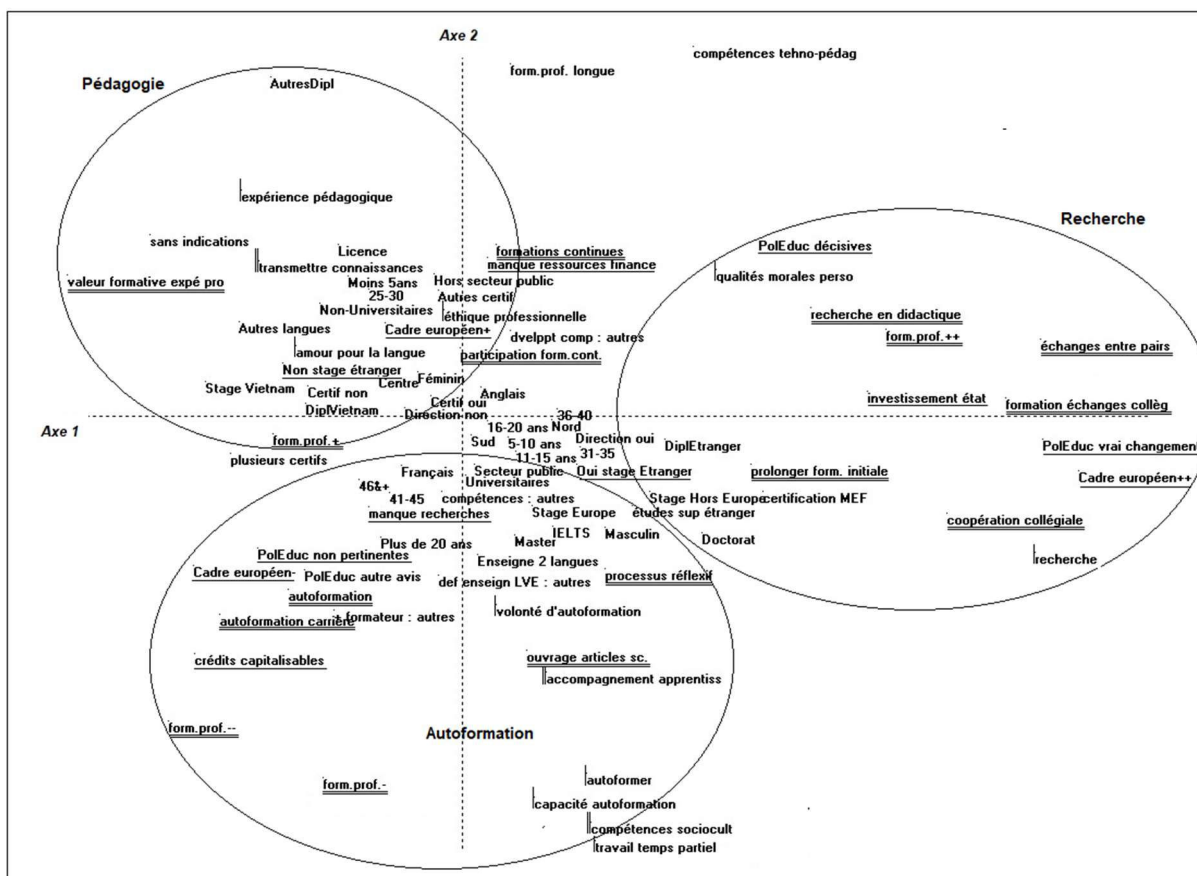 Axe 2
compétences tehno-pédag
form.prof. longue
Pédagogie
AutresDipl
expérience pédagogique
Recherche
sans indications
Licence
formations continues
PolEduc décisives
transmettre connaissances
manque ressources finance
qualités morales perso
valeur formative expé pro
Moins 5ans
Hors secteur public
25-30
Autres certif
Non-Universitaires
éthique professionnelle
recherche en didactique
Autres langues
Cadre européen+
dvelppt comp : autres
form.prof.++
amour pour la langue
participation form.cont.
échanges entre pairs
Non stage étranger
Centre
Féminin
Stage Vietnam
Certif non
Anglais
investissement état
Certif oui
formation échanges collèg
DiplVietnam
Direction non
36-40
Axe 1
16-20 ans
Nord
form.prof.+
Sud
5-10 ans
Direction oui
DiplEtranger
PolEduc vrai changement
plusieurs certifs
11-15 ans
31-35
Français
Secteur public
Oui stage Etranger
prolonger form. initiale
Cadre européen++
46&+
Universitaires
41-45
compétences : autres
Stage Hors Europe
certification MEF
manque recherches
Stage Europe
études sup étranger
coopération collégiale
IELTS
Masculin
Plus de 20 ans
Master
Doctorat
PolEduc non pertinentes
Enseigne 2 langues
recherche
Cadre européen-
PolEduc autre avis
def enseign LVE : autres
processus réflexif
autoformation
volonté d'autoformation
autoformation carrière
+ formateur : autres
crédits capitalisables
ouvrage articles sc.
accompagnement apprentiss
form.prof.--
Autoformation
form.prof.-
autoformer
capacité autoformation
compétences sociocult
travail temps partiel